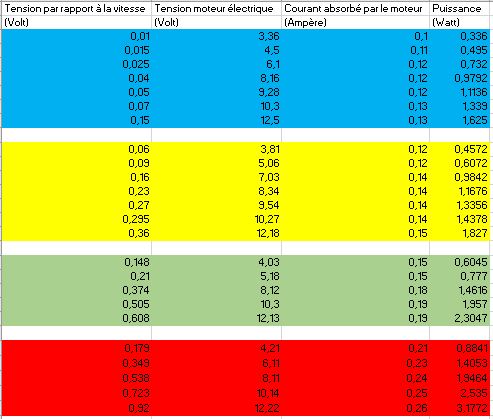 Tension par rapport à la vitesse Tension moteur électrique Courant absorbé par le moteur Puissance
(Volt) (Volt) (Ampère) (Watt)
0,01 3,36 0,1 0,336
0,015 4,5 0,11 0,495
0,025 6,1 0,12 0,732
0,04 8,16 0,12 0,9792
0,05 9,28 0,12 1,1136
0,07 10,3 0,13 1,339
0,15 12,5 0,13 1,625
0,06 3,81 0,12 0,4572
0,09 5,06 0,12 0,6072
0,16 7,03 0,14 0,9842
0,23 8,34 0,14 1,1676
0,27 9,54 0,14 1,3356
0,295 10,27 0,14 1,4378
0,36 12,18 0,15 1,827
0,148 4,03 0,15 0,6045
0,21 5,18 0,15 0,777
0,374 8,12 0,18 1,4616
0,505 10,3 0,19 1,957
0,608 12,13 0,19 2,3047
0,179 4,21 0,21 0,8841
0,349 6,11 0,23 1,4053
0,538 8,11 0,24 1,9464
0,723 10,14 0,25 2,535
0,92 12,22 0,26 3,1772